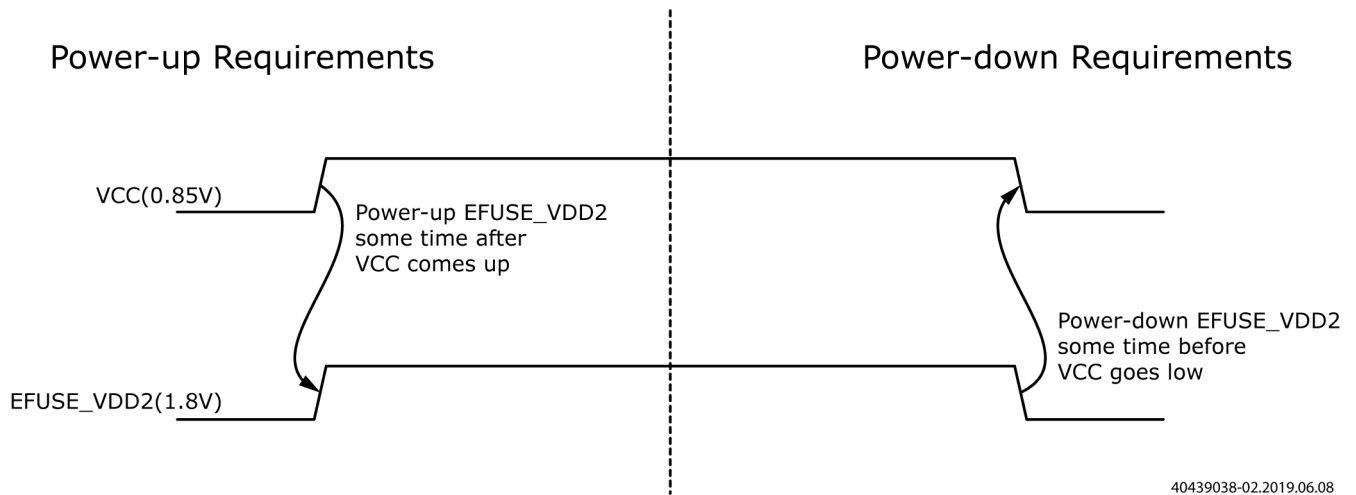 Power-up Requirements
Power-down Requirements
VCC(0.85V)
Power-up EFUSE_VDD2
some time after
VCC comes up
Power-down EFUSE_VDD2
some time before
VCC goes low
EFUSE_VDD2(1.8V)
40439038-02.2019.06.08